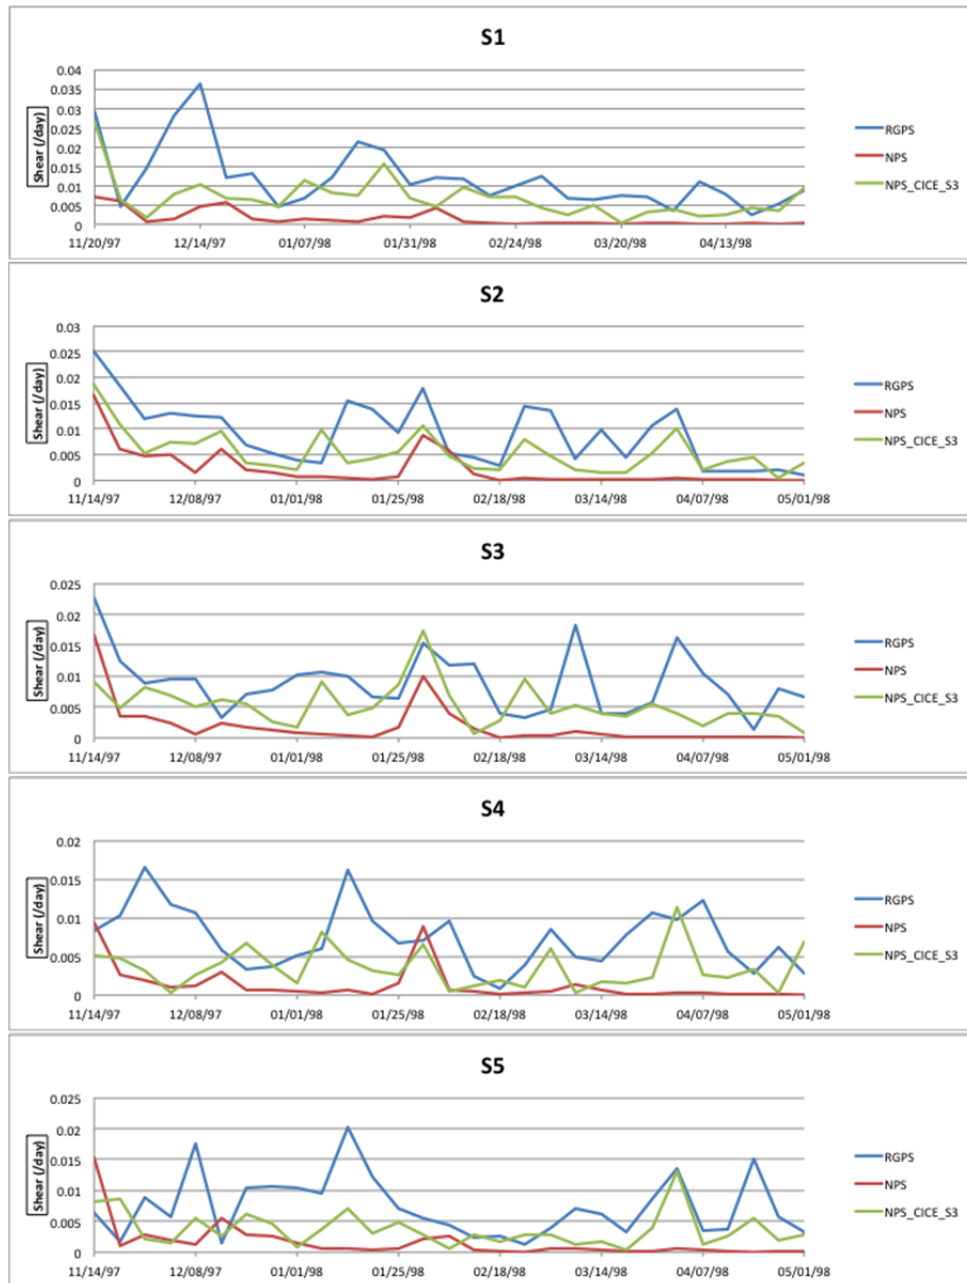 S1
0.04
0.035
0.03
0.025
0.02
0.015
0.01
0.005
0
Shear (/day)
11/20/97 12/14/97 01/07/98 01/31/98 02/24/98 03/20/98 04/13/98
RGPS
NPS
NPS_CICE_S3
S2
0.03
0.025
0.02
0.015
0.01
0.005
0
Shear (/day)
11/14/97 12/08/97 01/01/98 01/25/98 02/18/98 03/14/98 04/07/98 05/01/98
RGPS
NPS
NPS_CICE_S3
S3
0.025
0.02
0.015
0.01
0.005
0
Shear (/day)
11/14/97 12/08/97 01/01/98 01/25/98 02/18/98 03/14/98 04/07/98 05/01/98
RGPS
NPS
NPS_CICE_S3
S4
0.02
0.015
0.01
0.005
0
Shear (/day)
11/14/97 12/08/97 01/01/98 01/25/98 02/18/98 03/14/98 04/07/98 05/01/98
RGPS
NPS
NPS_CICE_S3
S5
0.025
0.02
0.015
0.01
0.005
0
Shear (/day)
11/14/97 12/08/97 01/01/98 01/25/98 02/18/98 03/14/98 04/07/98 05/01/98
RGPS
NPS
NPS_CICE_S3